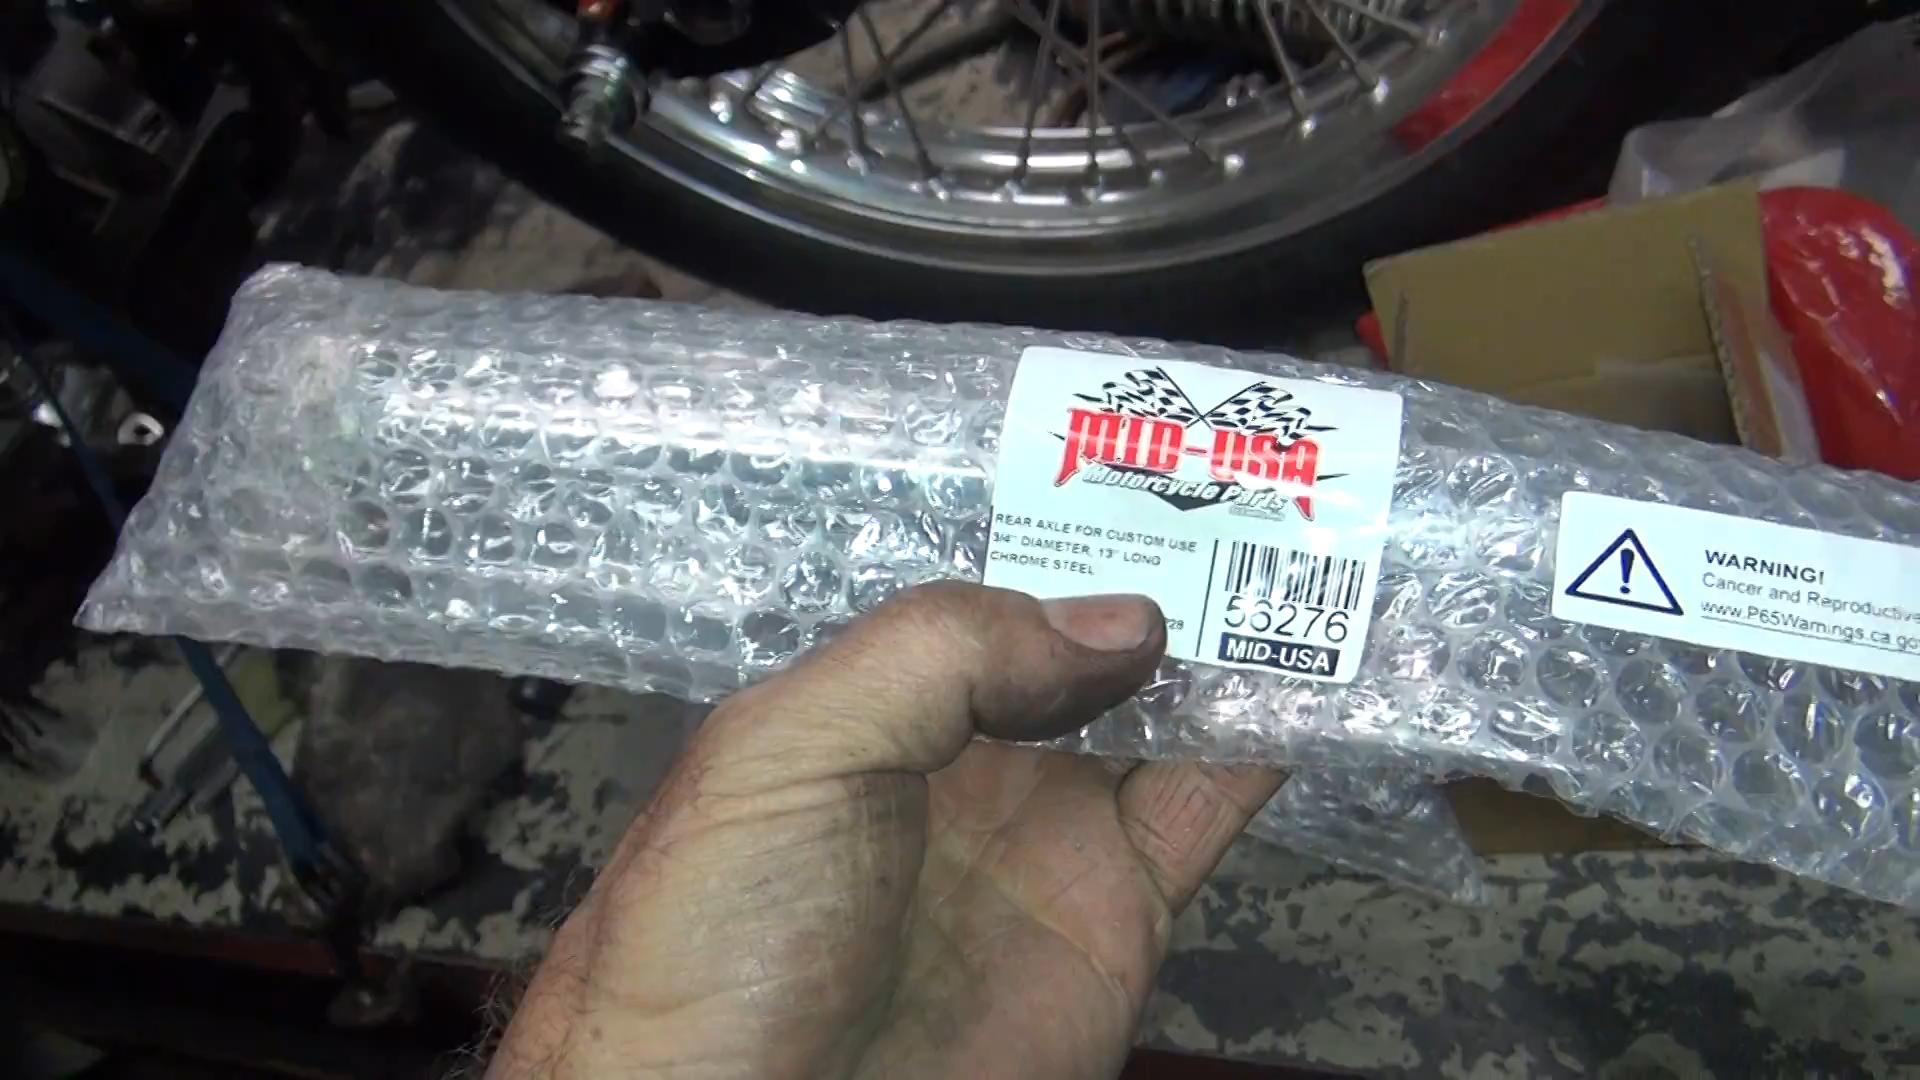 MID-USA
Motorcycle Parts
REAR AXLE FOR CUSTOM USE
3/4" DIAMETER, 13" LONG
CHROME STEEL
56276
MID-USA
WARNING!
Cancer and Reproductive
www.P65Warnings.ca.go